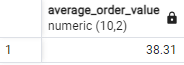 average_order_value
numeric (10,2)
1 38.31